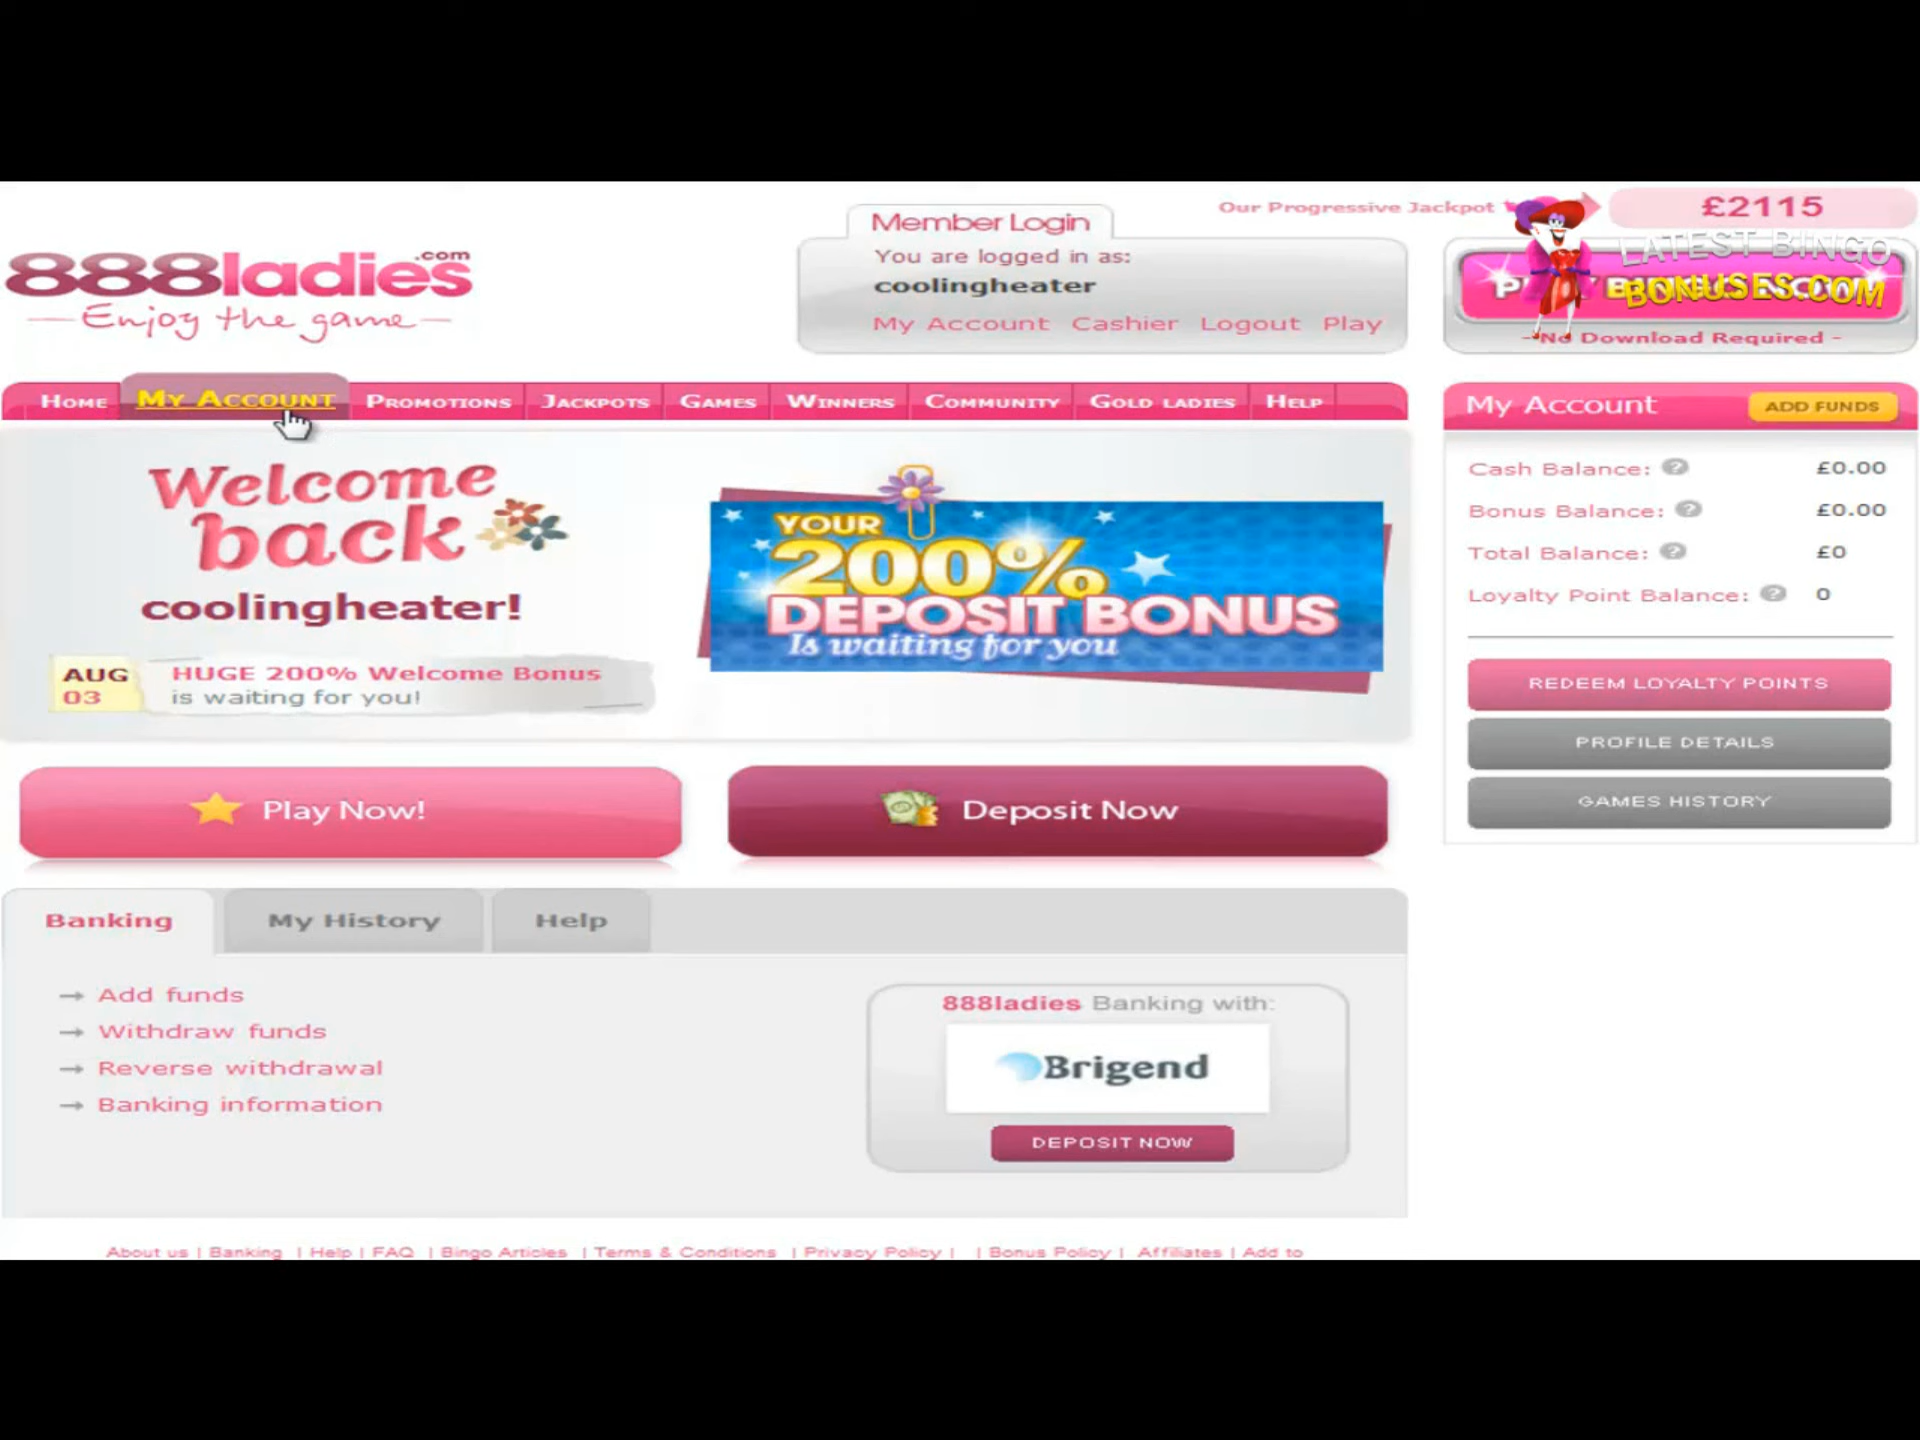 Our Progressive Jackpot
£2115
Member Login
You are logged in as:
coolingheater
My Account Cashier Logout Play
888ladies.com
Enjoy the game
LATEST BINGO
BONUSES.COM
- No Download Required -
Home My Account Promotions Jackpots Games Winners Community Gold Ladies Help
My Account ADD FUNDS
Cash Balance: ? £0.00
Bonus Balance: ? £0.00
Total Balance: ? £0
Loyalty Point Balance: ? 0
REDEEM LOYALTY POINTS
PROFILE DETAILS
GAMES HISTORY
Welcome
back
coolingheater!
AUG
03
HUGE 200% Welcome Bonus
is waiting for you!
YOUR
200%
DEPOSIT BONUS
Is waiting for you
Play Now!
Deposit Now
Banking My History Help
Add funds
Withdraw funds
Reverse withdrawal
Banking information
888ladies Banking with:
Brigend
DEPOSIT NOW
About us | Banking | Help | FAQ | Bingo Articles | Terms & Conditions | Privacy Policy | | Bonus Policy | Affiliates | Add to